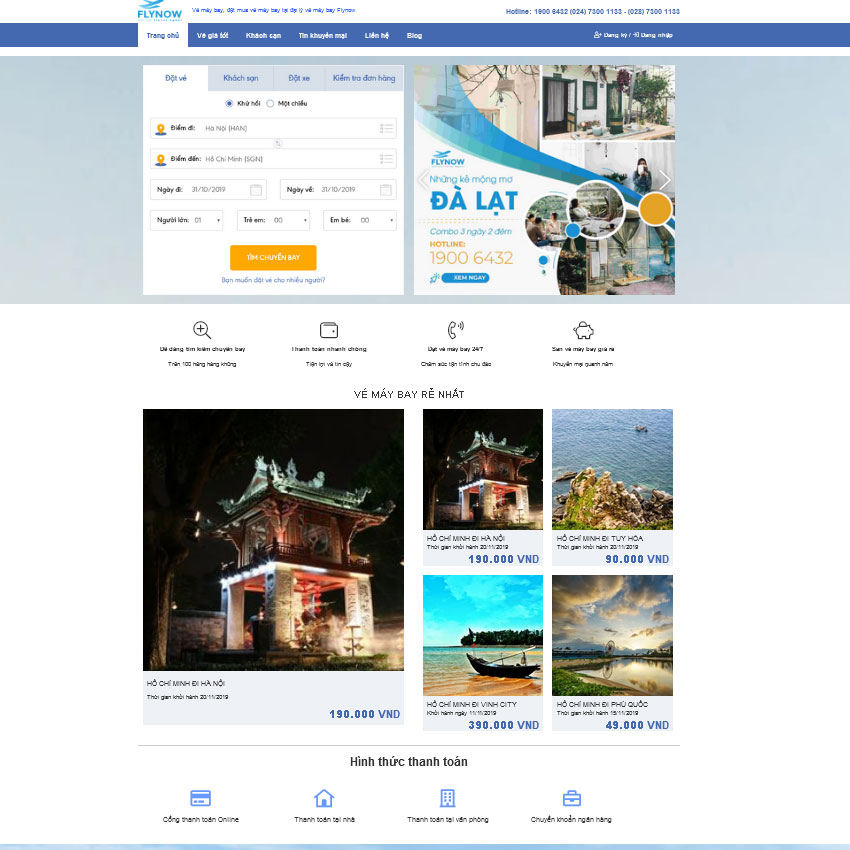 FLYNOW
Vé máy bay, đặt mua vé máy bay tại đại lý vé máy bay Flynow
Hotline: 1900 6432 (024) 7300 1133 - (028) 7300 1133
Trang chủ
Vé giá tốt
Khách sạn
Tin khuyến mại
Liên hệ
Blog
Đăng ký / Đăng nhập
Đặt vé
Khách sạn
Đặt xe
Kiểm tra đơn hàng
Khứ hồi
Một chiều
Điểm đi: Hà Nội (HAN)
Điểm đến: Hồ Chí Minh (SGN)
Ngày đi: 31/10/2019
Ngày về: 31/10/2019
Người lớn: 01
Trẻ em: 00
Em bé: 00
TÌM CHUYẾN BAY
Bạn muốn đặt vé cho nhiều người?
FLYNOW
Những kẻ mộng mơ
ĐÀ LẠT
Combo 3 ngày 2 đêm
HOTLINE:
1900 6432
XEM NGAY
Dễ dàng tìm kiếm chuyến bay
Trên 100 hãng hàng không
Thanh toán nhanh chóng
Tiện lợi và tin cậy
Đặt vé máy bay 24/7
Chăm sóc tận tình chu đáo
Săn vé máy bay giá rẻ
Khuyến mại quanh năm
VÉ MÁY BAY RẺ NHẤT
HỒ CHÍ MINH ĐI HÀ NỘI
Thời gian khởi hành 20/11/2019
190.000 VND
HỒ CHÍ MINH ĐI HÀ NỘI
Thời gian khởi hành 20/11/2019
190.000 VND
HỒ CHÍ MINH ĐI TUY HÒA
Thời gian khởi hành 20/11/2019
90.000 VND
HỒ CHÍ MINH ĐI VINH CITY
Khởi hành ngày 11/11/2019
390.000 VND
HỒ CHÍ MINH ĐI PHÚ QUỐC
Thời gian khởi hành 15/11/2019
49.000 VND
Hình thức thanh toán
Cổng thanh toán Online
Thanh toán tại nhà
Thanh toán tại văn phòng
Chuyển khoản ngân hàng